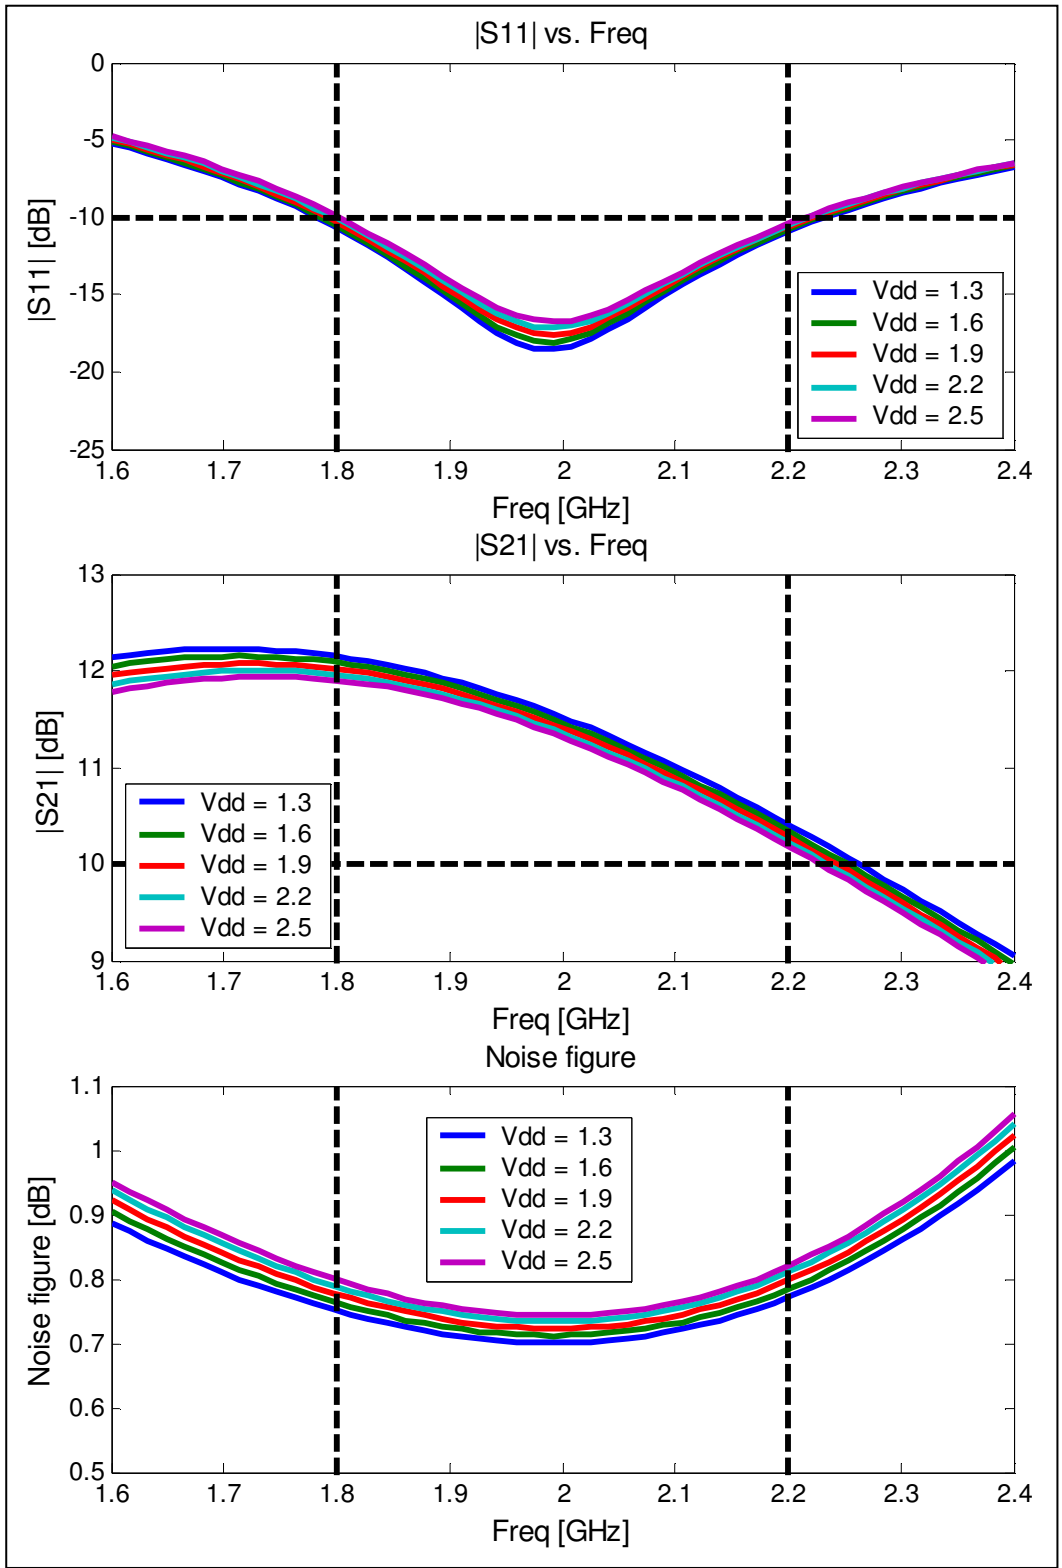 |S11| vs. Freq
0
-5
-10
-15
-20
-25
|S11| [dB]
Vdd = 1.3
Vdd = 1.6
Vdd = 1.9
Vdd = 2.2
Vdd = 2.5
1.6 1.7 1.8 1.9 2 2.1 2.2 2.3 2.4
Freq [GHz]
|S21| vs. Freq
13
12
11
10
9
|S21| [dB]
Vdd = 1.3
Vdd = 1.6
Vdd = 1.9
Vdd = 2.2
Vdd = 2.5
1.6 1.7 1.8 1.9 2 2.1 2.2 2.3 2.4
Freq [GHz]
Noise figure
1.1
1
0.9
0.8
0.7
0.6
0.5
Noise figure [dB]
Vdd = 1.3
Vdd = 1.6
Vdd = 1.9
Vdd = 2.2
Vdd = 2.5
1.6 1.7 1.8 1.9 2 2.1 2.2 2.3 2.4
Freq [GHz]